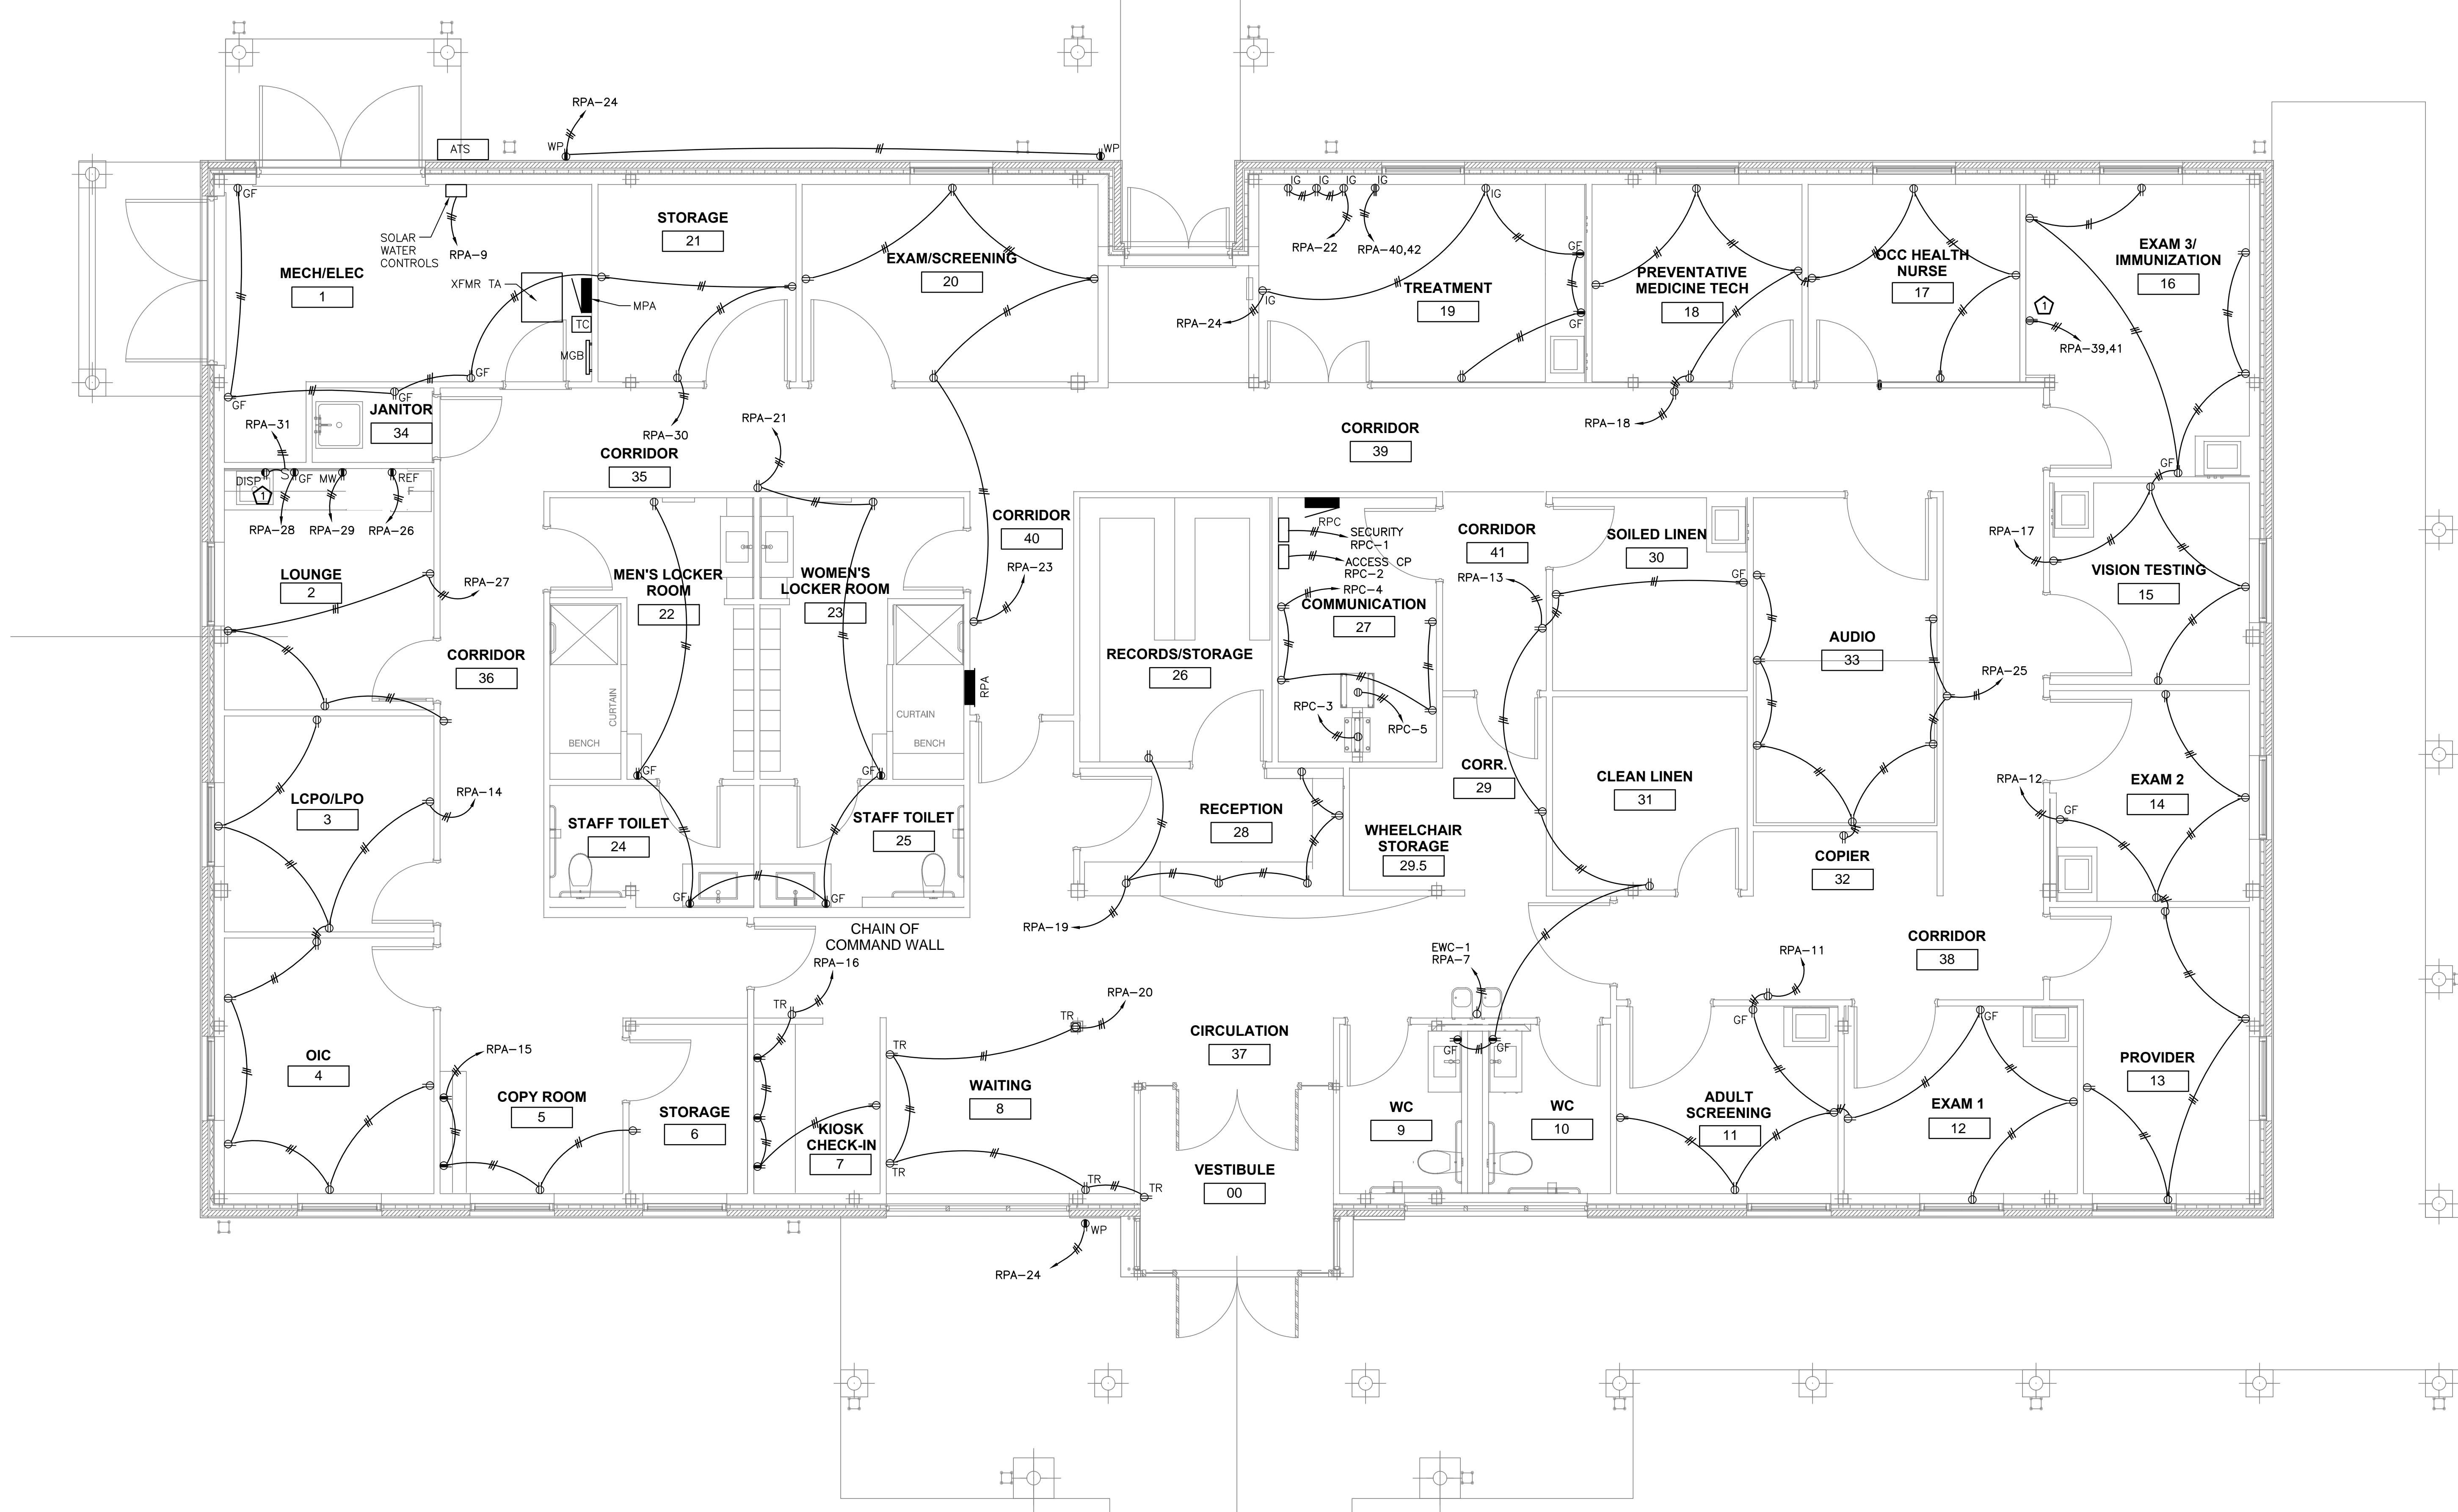 RPA-24
ATS
WP
WP
GF
SOLAR
WATER
CONTROLS
RPA-9
MECH/ELEC
1
XFMR TA
MPA
TC
MGB
GF
GF
GF
STORAGE
21
EXAM/SCREENING
20
IG
IG
IG
IG
IG
RPA-22
RPA-40,42
GF
IG
TREATMENT
19
RPA-24
GF
PREVENTATIVE
MEDICINE TECH
18
OCC HEALTH
NURSE
17
EXAM 3/
IMMUNIZATION
16
1
RPA-39,41
JANITOR
34
RPA-31
RPA-30
RPA-21
CORRIDOR
35
CORRIDOR
39
RPA-18
GF
DISP
S
GF
MW
REF
F
1
RPA-28
RPA-29
RPA-26
LOUNGE
2
RPA-27
CORRIDOR
40
RPA-23
MEN'S LOCKER
ROOM
22
WOMEN'S
LOCKER ROOM
23
RPC
SECURITY
RPC-1
ACCESS CP
RPC-2
RPC-4
COMMUNICATION
27
CORRIDOR
41
RPA-13
SOILED LINEN
30
GF
RPA-17
VISION TESTING
15
AUDIO
33
RPA-25
RECORDS/STORAGE
26
RPC-3
RPC-5
CORRIDOR
36
RPA
CURTAIN
CURTAIN
BENCH
BENCH
GF
GF
LCPO/LPO
3
RPA-14
STAFF TOILET
24
STAFF TOILET
25
GF
GF
RECEPTION
28
CORR.
29
WHEELCHAIR
STORAGE
29.5
CLEAN LINEN
31
COPIER
32
RPA-12
GF
EXAM 2
14
RPA-19
CHAIN OF
COMMAND WALL
RPA-16
EWC-1
RPA-7
RPA-11
CORRIDOR
38
TR
RPA-20
TR
TR
CIRCULATION
37
GF
GF
GF
GF
OIC
4
RPA-15
COPY ROOM
5
STORAGE
6
KIOSK
CHECK-IN
7
WAITING
8
TR
TR
TR
VESTIBULE
00
WC
9
WC
10
ADULT
SCREENING
11
EXAM 1
12
PROVIDER
13
WP
RPA-24